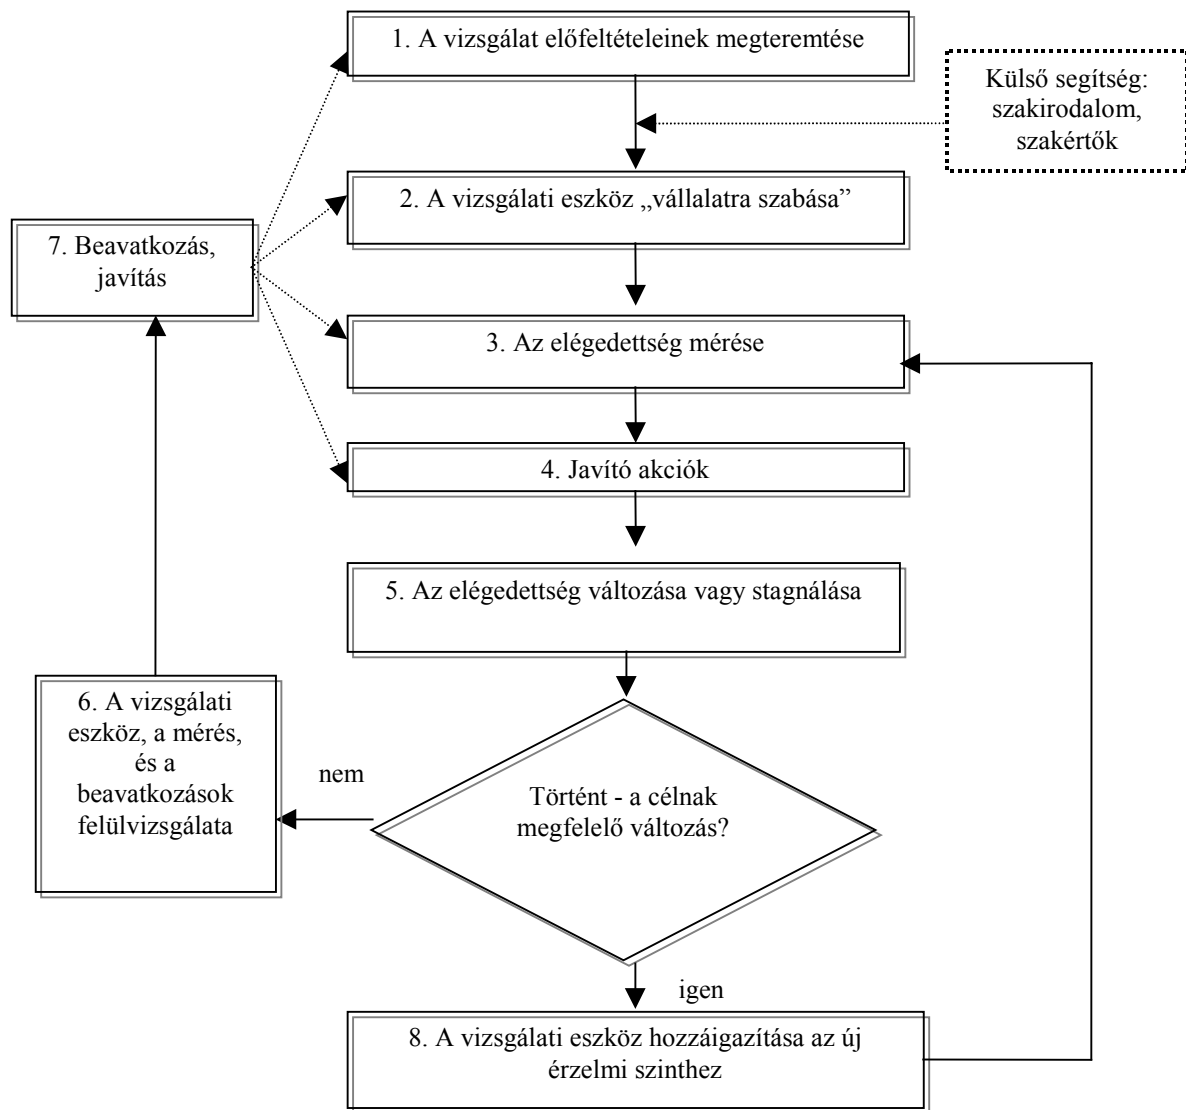 1. A vizsgálat előfeltételeinek megteremtése
Külső segítség:
szakirodalom,
szakértők
2. A vizsgálati eszköz „vállalatra szabása”
7. Beavatkozás,
javítás
3. Az elégedettség mérése
4. Javító akciók
5. Az elégedettség változása vagy stagnálása
6. A vizsgálati
eszköz, a mérés,
és a
beavatkozások
felülvizsgálata
nem
Történt - a célnak
megfelelő változás?
igen
8. A vizsgálati eszköz hozzáigazítása az új
érzelmi szinthez